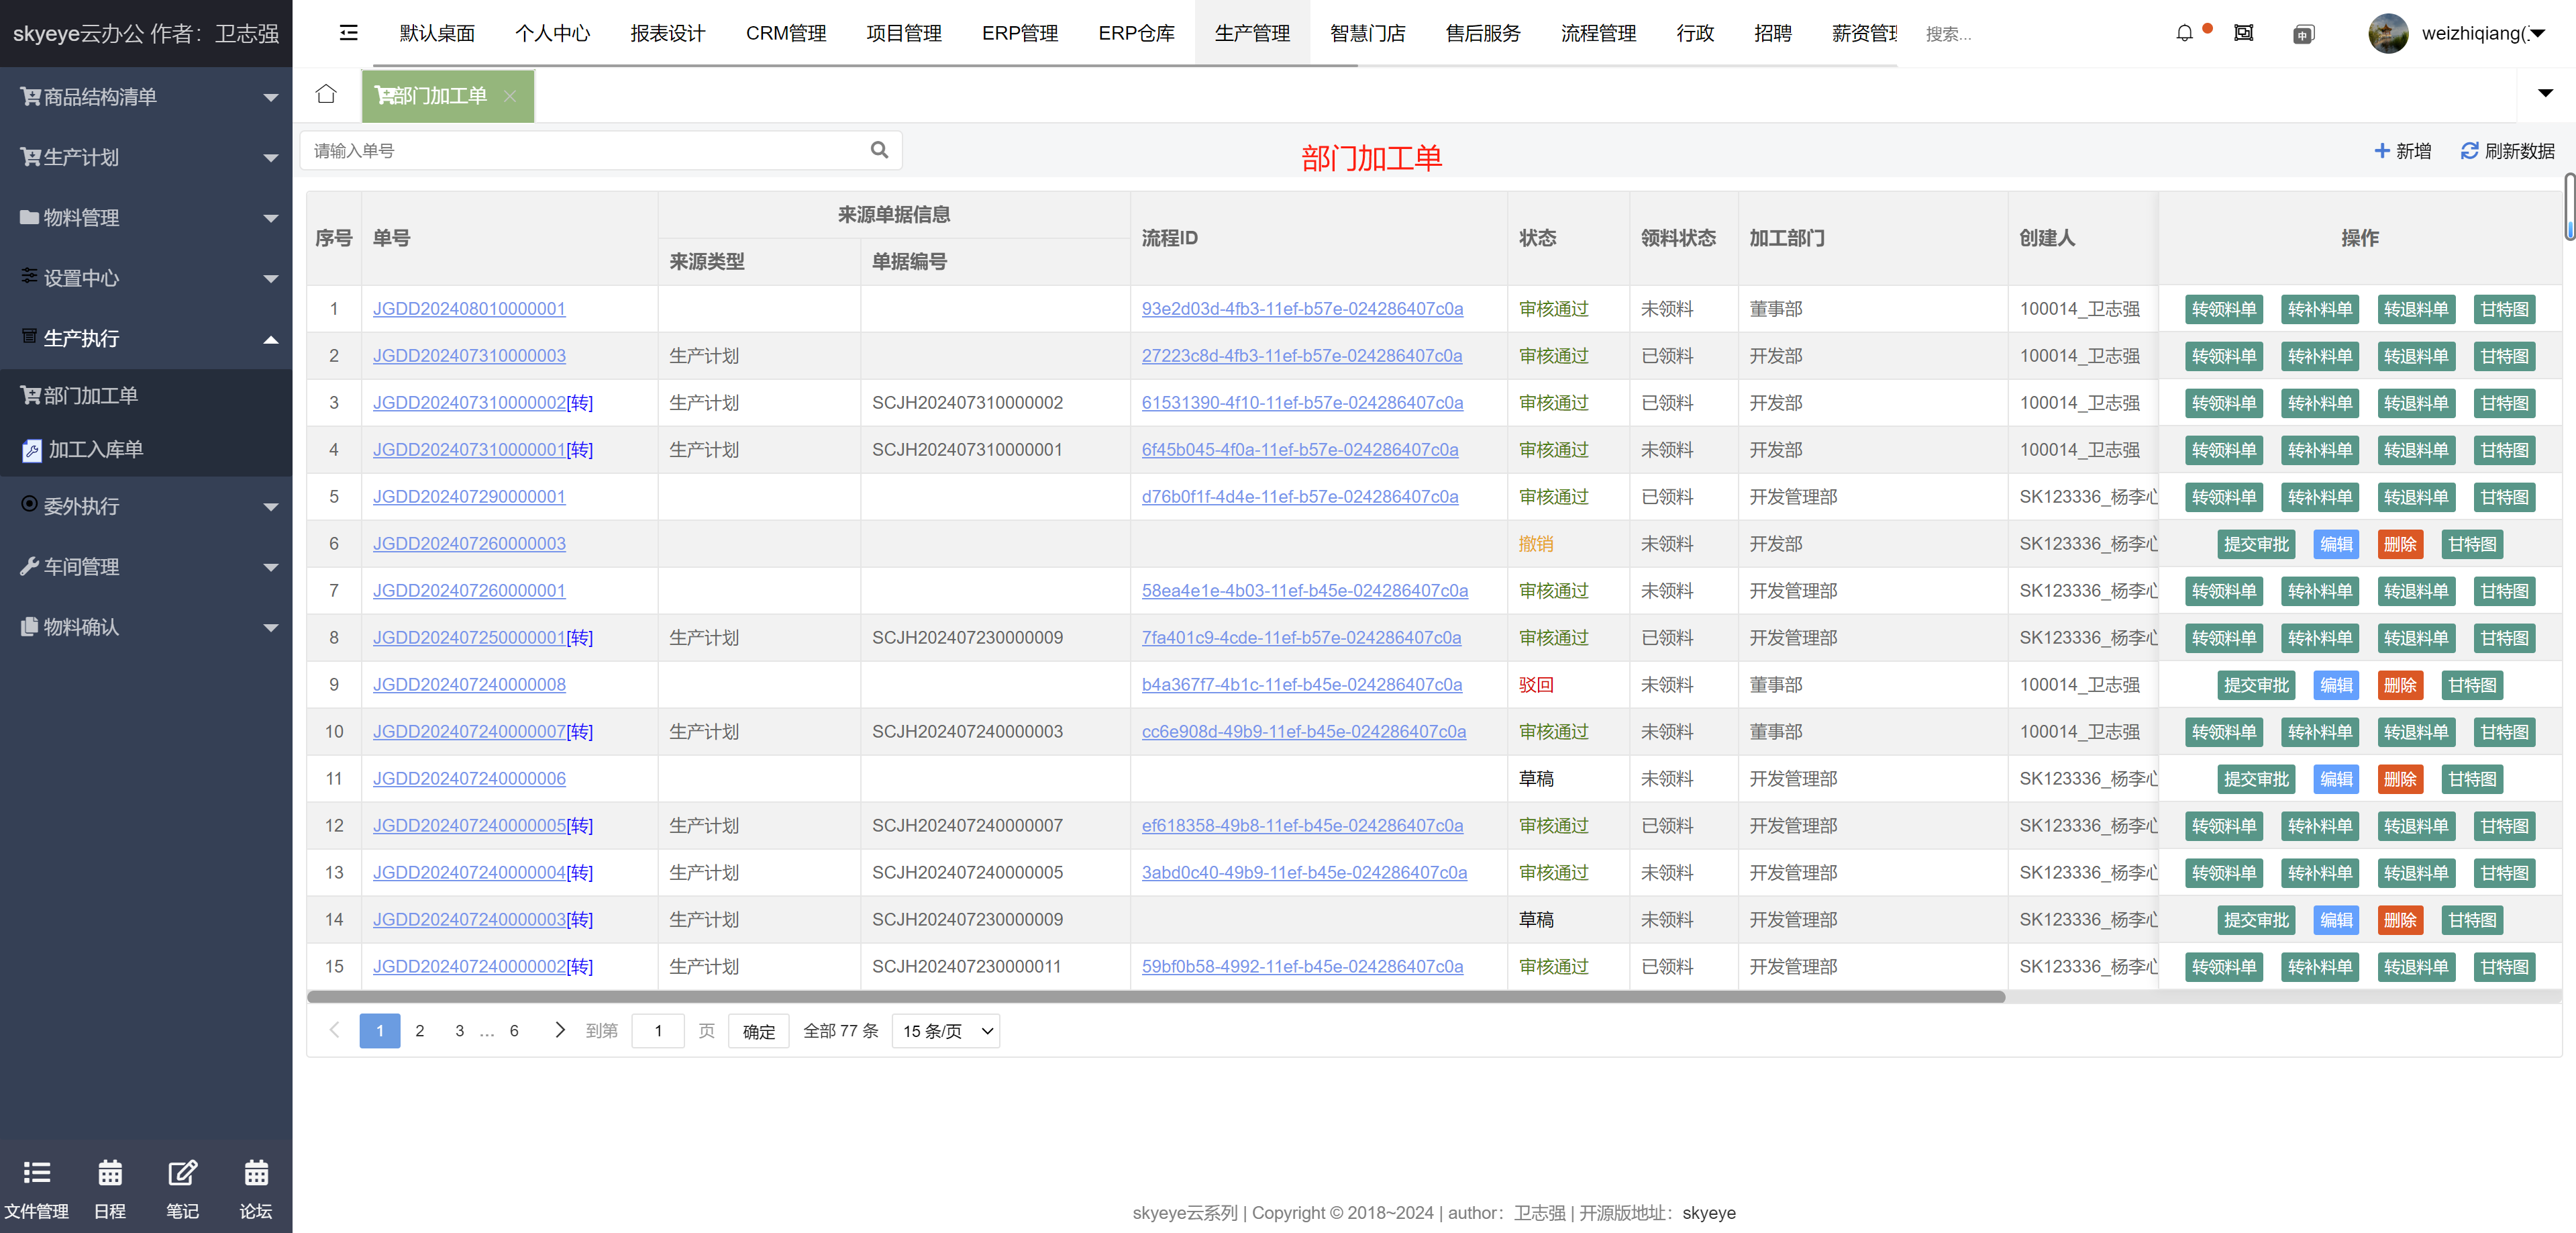 skyeye云办公 作者：卫志强
默认桌面 个人中心 报表设计 CRM管理 项目管理 ERP管理 ERP仓库 生产管理 智慧门店 售后服务 流程管理 行政 招聘 薪资管理 搜索... 中 weizhiqiang(
商品结构清单
生产计划
物料管理
设置中心
生产执行
部门加工单
加工入库单
委外执行
车间管理
物料确认
文件管理 日程 笔记 论坛
部门加工单
请输入单号
部门加工单
新增 刷新数据
序号 单号 来源单据信息 流程ID 状态 领料状态 加工部门 创建人 操作
来源类型 单据编号
1 JGDD202408010000001 93e2d03d-4fb3-11ef-b57e-024286407c0a 审核通过 未领料 董事部 100014_卫志强 转领料单 转补料单 转退料单 甘特图
2 JGDD202407310000003 生产计划 27223c8d-4fb3-11ef-b57e-024286407c0a 审核通过 已领料 开发部 100014_卫志强 转领料单 转补料单 转退料单 甘特图
3 JGDD202407310000002[转] 生产计划 SCJH202407310000002 61531390-4f10-11ef-b57e-024286407c0a 审核通过 已领料 开发部 100014_卫志强 转领料单 转补料单 转退料单 甘特图
4 JGDD202407310000001[转] 生产计划 SCJH202407310000001 6f45b045-4f0a-11ef-b57e-024286407c0a 审核通过 未领料 开发部 100014_卫志强 转领料单 转补料单 转退料单 甘特图
5 JGDD202407290000001 d76b0f1f-4d4e-11ef-b57e-024286407c0a 审核通过 已领料 开发管理部 SK123336_杨李心 转领料单 转补料单 转退料单 甘特图
6 JGDD202407260000003 撤销 未领料 开发部 SK123336_杨李心 提交审批 编辑 删除 甘特图
7 JGDD202407260000001 58ea4e1e-4b03-11ef-b45e-024286407c0a 审核通过 未领料 开发管理部 SK123336_杨李心 转领料单 转补料单 转退料单 甘特图
8 JGDD202407250000001[转] 生产计划 SCJH202407230000009 7fa401c9-4cde-11ef-b57e-024286407c0a 审核通过 已领料 开发管理部 SK123336_杨李心 转领料单 转补料单 转退料单 甘特图
9 JGDD202407240000008 b4a367f7-4b1c-11ef-b45e-024286407c0a 驳回 未领料 董事部 100014_卫志强 提交审批 编辑 删除 甘特图
10 JGDD202407240000007[转] 生产计划 SCJH202407240000003 cc6e908d-49b9-11ef-b45e-024286407c0a 审核通过 未领料 董事部 100014_卫志强 转领料单 转补料单 转退料单 甘特图
11 JGDD202407240000006 草稿 未领料 开发管理部 SK123336_杨李心 提交审批 编辑 删除 甘特图
12 JGDD202407240000005[转] 生产计划 SCJH202407240000007 ef618358-49b8-11ef-b45e-024286407c0a 审核通过 已领料 开发管理部 SK123336_杨李心 转领料单 转补料单 转退料单 甘特图
13 JGDD202407240000004[转] 生产计划 SCJH202407240000005 3abd0c40-49b9-11ef-b45e-024286407c0a 审核通过 未领料 开发管理部 SK123336_杨李心 转领料单 转补料单 转退料单 甘特图
14 JGDD202407240000003[转] 生产计划 SCJH202407230000009 草稿 未领料 开发管理部 SK123336_杨李心 提交审批 编辑 删除 甘特图
15 JGDD202407240000002[转] 生产计划 SCJH202407230000011 59bf0b58-4992-11ef-b45e-024286407c0a 审核通过 已领料 开发管理部 SK123336_杨李心 转领料单 转补料单 转退料单 甘特图
1 2 3 ... 6 到第 1 页 确定 全部 77 条 15 条/页
skyeye云系列 | Copyright © 2018~2024 | author：卫志强 | 开源版地址：skyeye